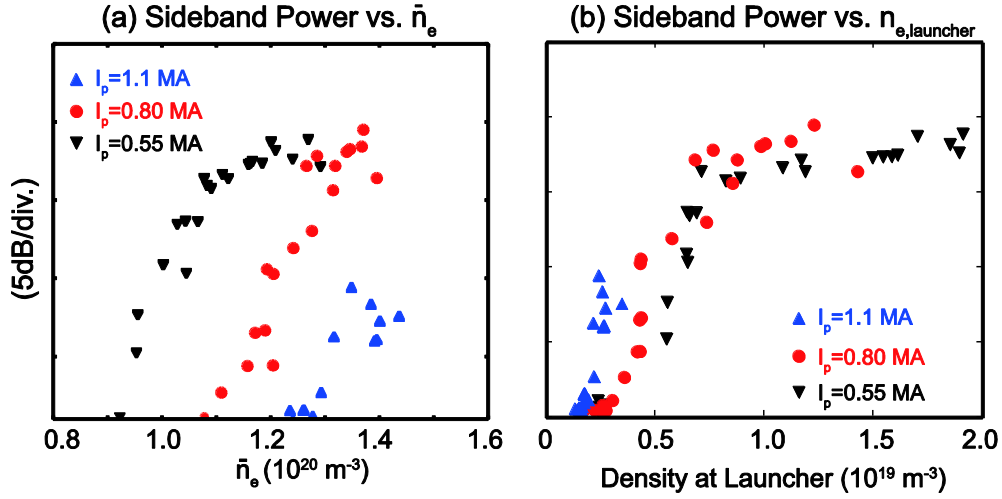 (a) Sideband Power vs. n̄e
(5dB/div.)
Ip=1.1 MA
Ip=0.80 MA
Ip=0.55 MA
0.8 1.0 1.2 1.4 1.6
n̄e (10²⁰ m⁻³)
(b) Sideband Power vs. ne,launcher
Ip=1.1 MA
Ip=0.80 MA
Ip=0.55 MA
0 0.5 1.0 1.5 2.0
Density at Launcher (10¹⁹ m⁻³)